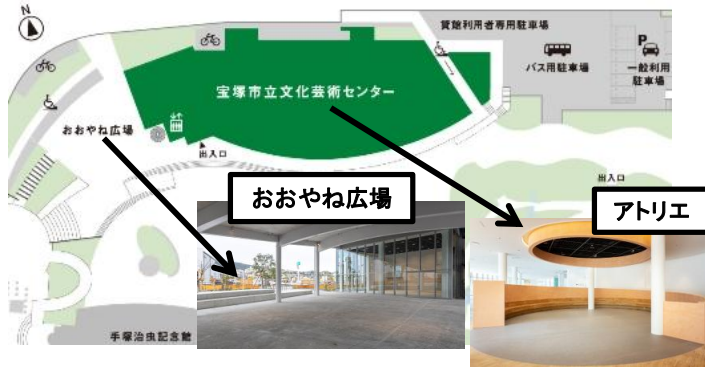 N
貸館利用者専用駐車場
バス用駐車場
P
一般利用
駐車場
宝塚市立文化芸術センター
おおやね広場
出入口
出入口
おおやね広場
アトリエ
手塚治虫記念館